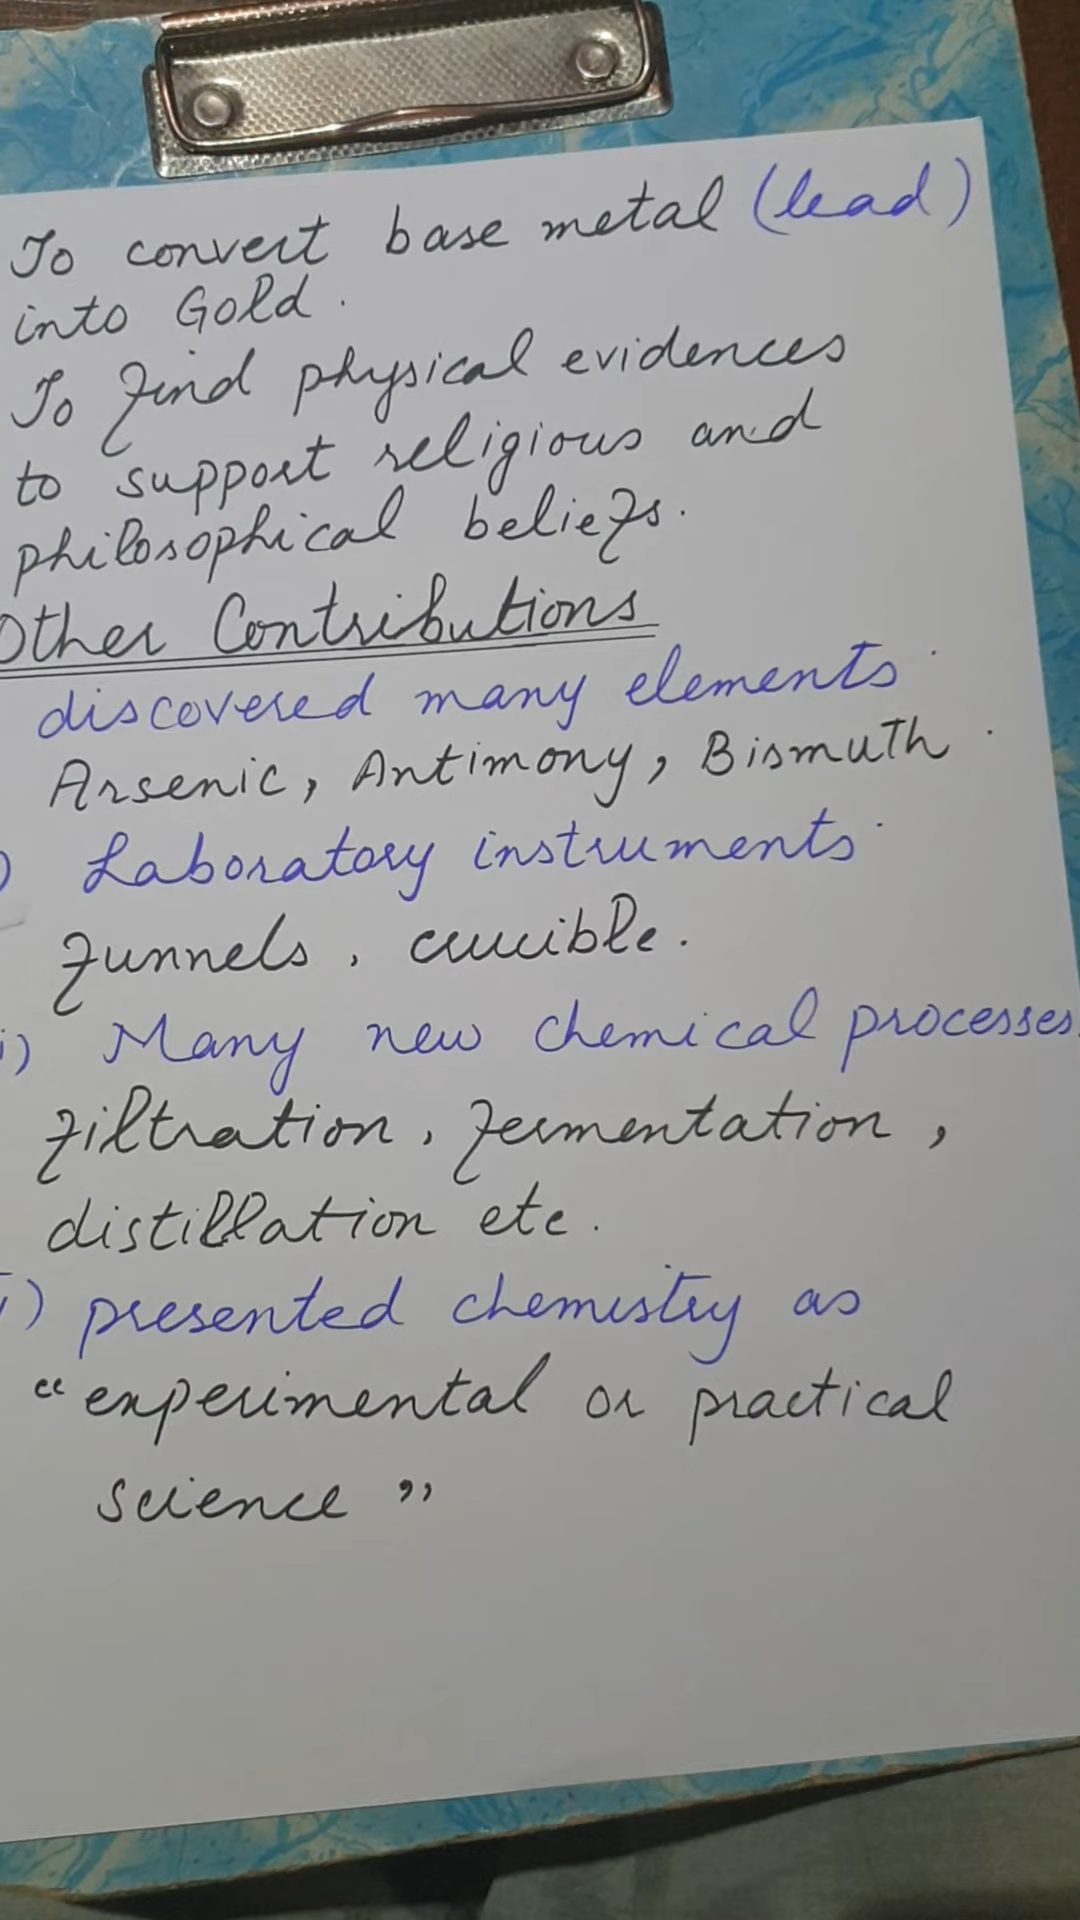 To convert base metal (lead)
into Gold.
To find physical evidences
to support religious and
philosophical beliefs.
Other Contributions
discovered many elements
Arsenic, Antimony, Bismuth.
) Laboratory instruments
funnels, crucible.
i) Many new chemical processes.
filtration, fermentation,
distillation etc.
) presented chemistry as
“experimental or practical
science”